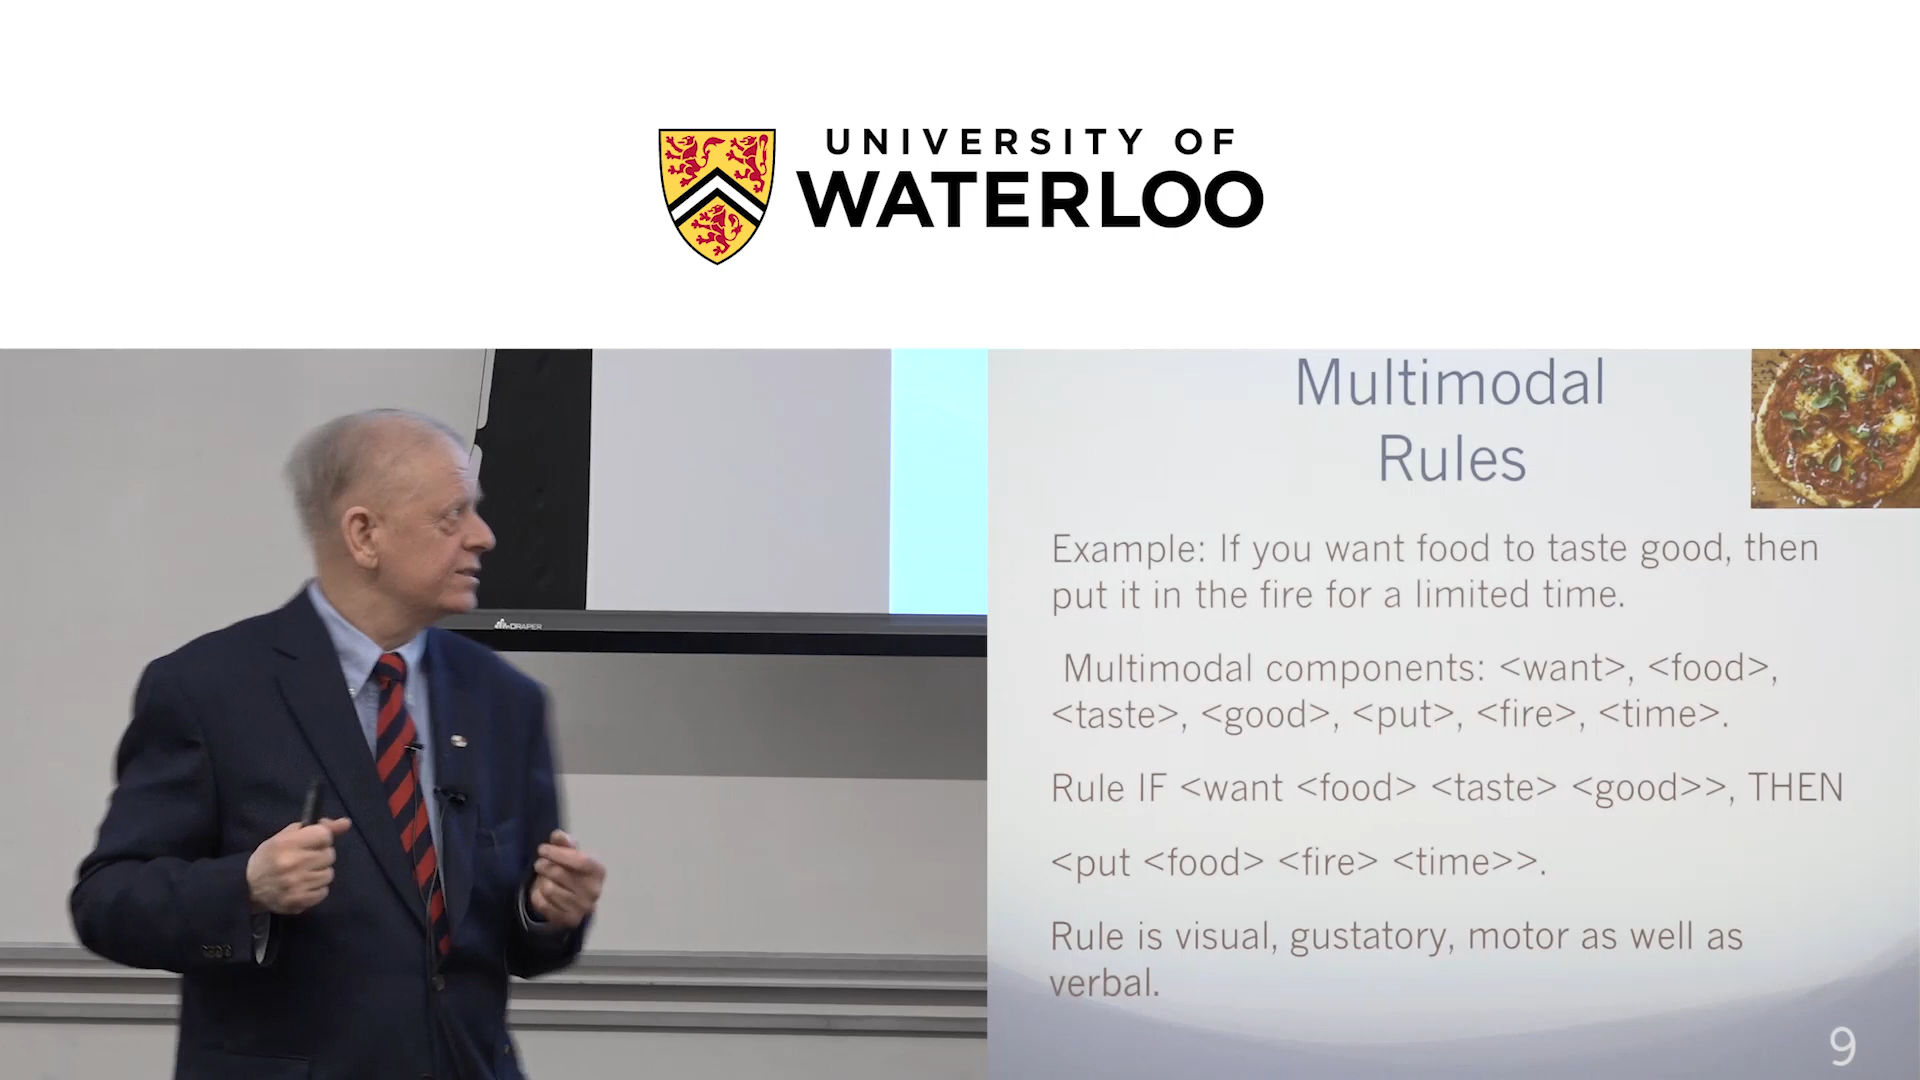 UNIVERSITY OF
WATERLOO
DRAPER
Multimodal
Rules
Example: If you want food to taste good, then
put it in the fire for a limited time.
Multimodal components: <want>, <food>,
<taste>, <good>, <put>, <fire>, <time>.
Rule IF <want <food> <taste> <good>>, THEN
<put <food> <fire> <time>>.
Rule is visual, gustatory, motor as well as
verbal.
9